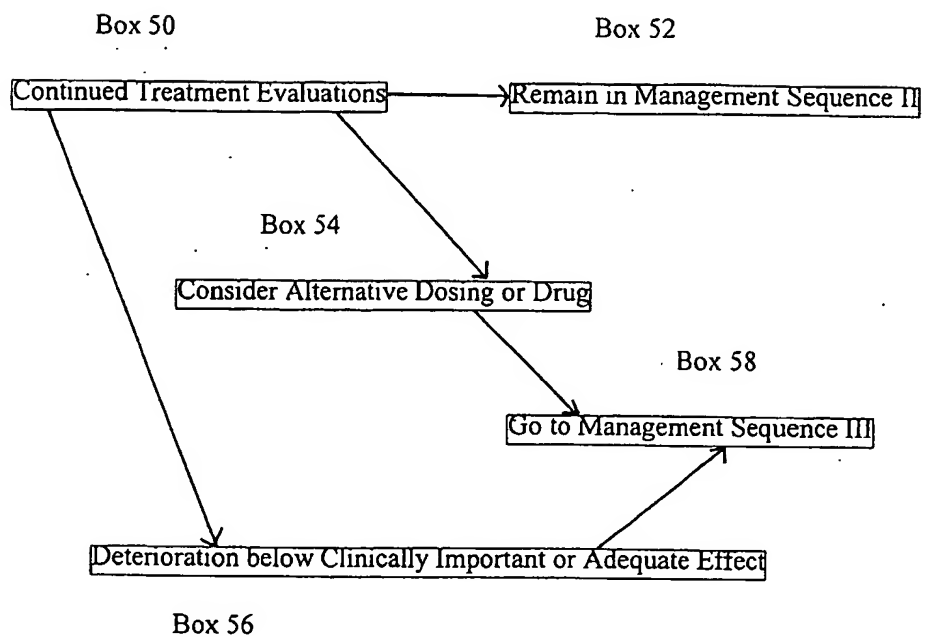 Box 50
Box 52
Continued Treatment Evaluations
Remain in Management Sequence II
Box 54
Consider Alternative Dosing or Drug
Box 58
Go to Management Sequence III
Deterioration below Clinically Important or Adequate Effect
Box 56